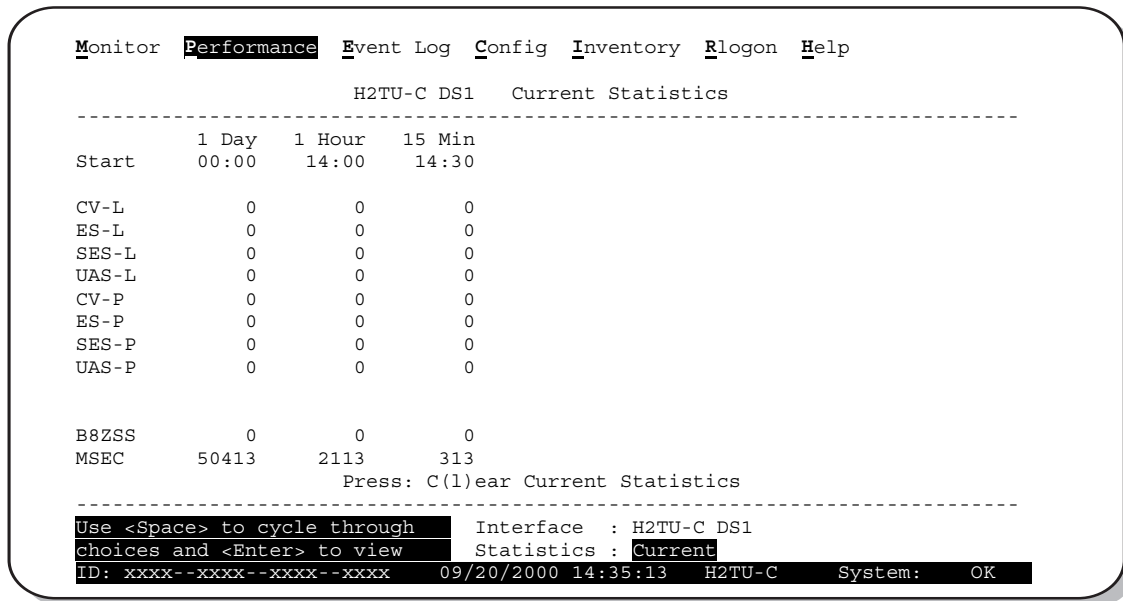 Monitor Performance Event Log Config Inventory Rlogon Help
H2TU-C DS1 Current Statistics
------------------------------------------------------------------------------
1 Day 1 Hour 15 Min
Start 00:00 14:00 14:30
CV-L 0 0 0
ES-L 0 0 0
SES-L 0 0 0
UAS-L 0 0 0
CV-P 0 0 0
ES-P 0 0 0
SES-P 0 0 0
UAS-P 0 0 0
B8ZSS 0 0 0
MSEC 50413 2113 313
Press: C(l)ear Current Statistics
------------------------------------------------------------------------------
Use <Space> to cycle through Interface : H2TU-C DS1
choices and <Enter> to view Statistics : Current
ID: xxxx--xxxx--xxxx--xxxx 09/20/2000 14:35:13 H2TU-C System: OK